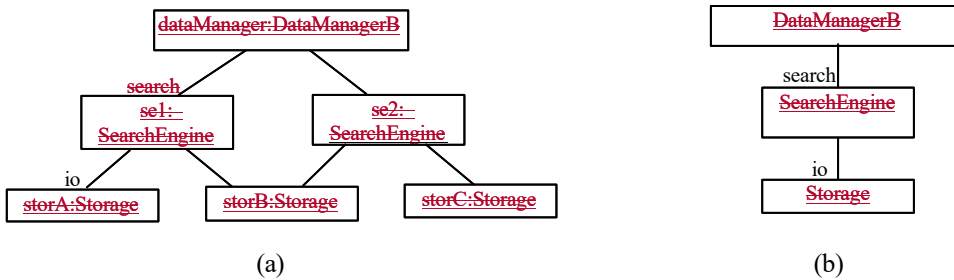 dataManager:DataManagerB
search
se1:
SearchEngine
se2:
SearchEngine
io
storA:Storage
storB:Storage
storC:Storage
(a)
DataManagerB
search
SearchEngine
io
Storage
(b)